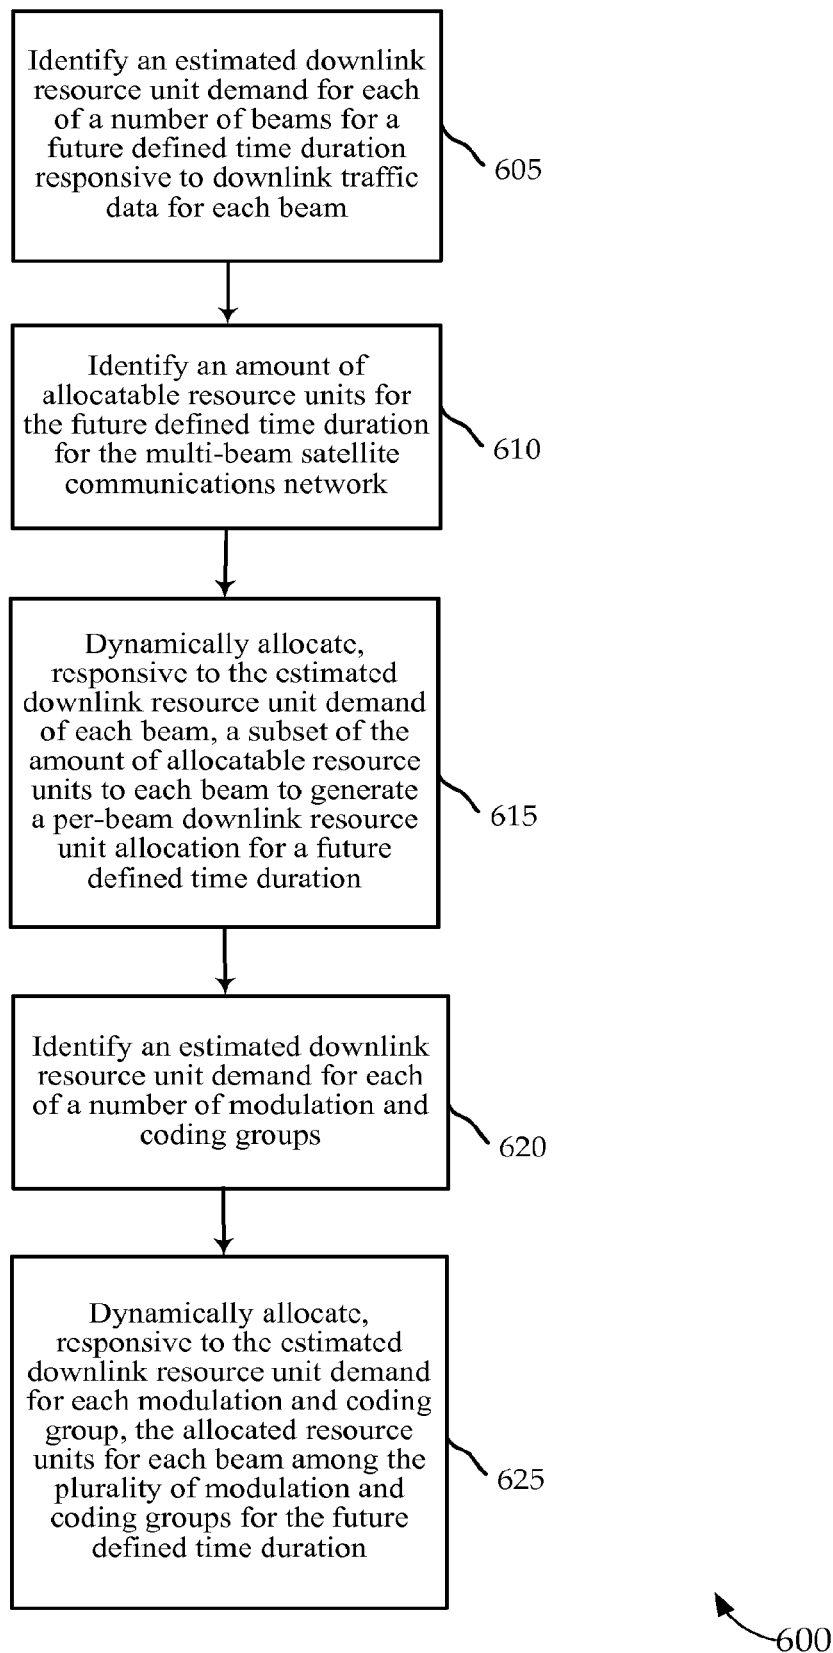 Identify an estimated downlink
resource unit demand for each
of a number of beams for a
future defined time duration
responsive to downlink traffic
data for each beam
605
Identify an amount of
allocatable resource units for
the future defined time duration
for the multi-beam satellite
communications network
610
Dynamically allocate,
responsive to the estimated
downlink resource unit demand
of each beam, a subset of the
amount of allocatable resource
units to each beam to generate
a per-beam downlink resource
unit allocation for a future
defined time duration
615
Identify an estimated downlink
resource unit demand for each
of a number of modulation and
coding groups
620
Dynamically allocate,
responsive to the estimated
downlink resource unit demand
for each modulation and coding
group, the allocated resource
units for each beam among the
plurality of modulation and
coding groups for the future
defined time duration
625
600